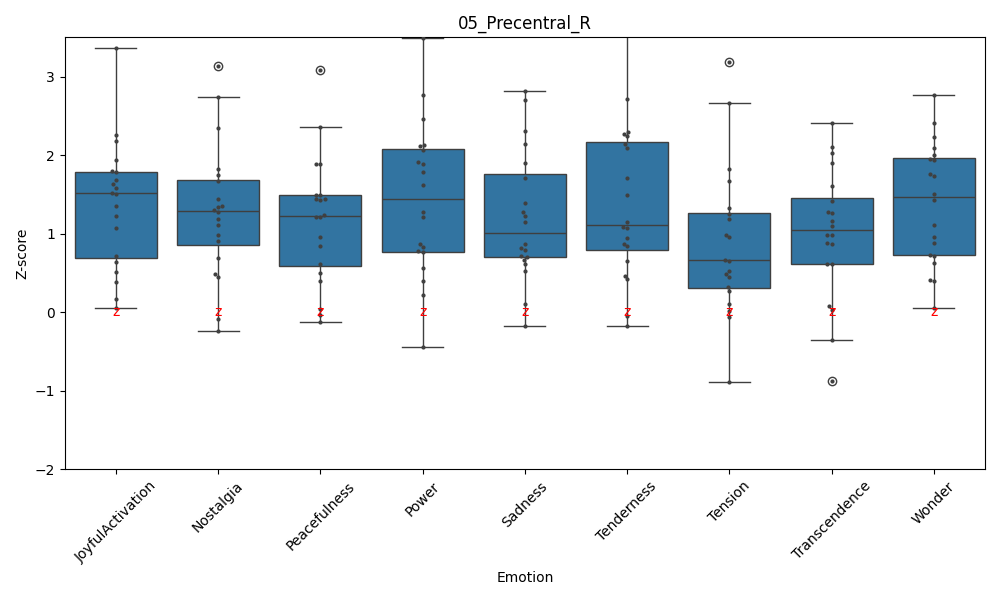 05_Precentral_R
Z-score
3
2
1
0
−1
−2
z z z z z z z z z
JoyfulActivation
Nostalgia
Peacefulness
Power
Sadness
Tenderness
Tension
Transcendence
Wonder
Emotion